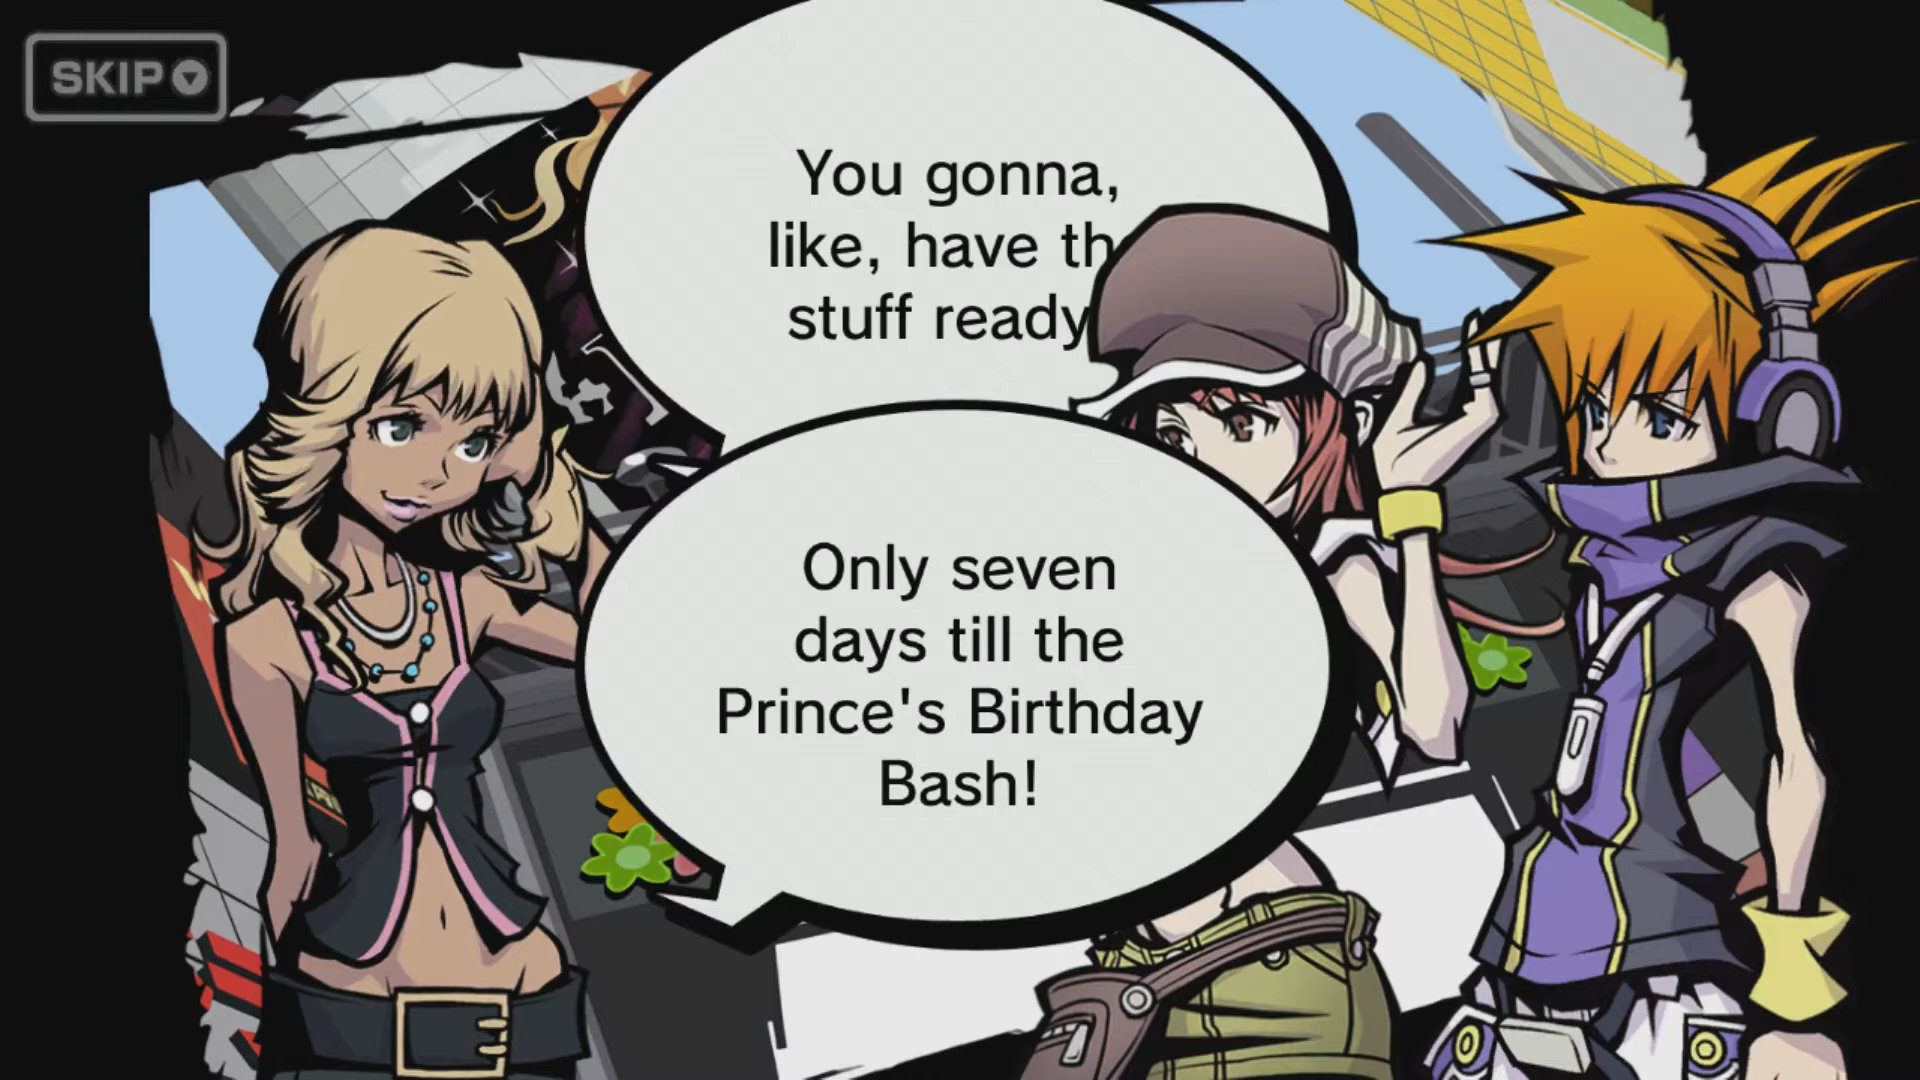 SKIP
You gonna,
like, have th
stuff ready
Only seven
days till the
Prince's Birthday
Bash!